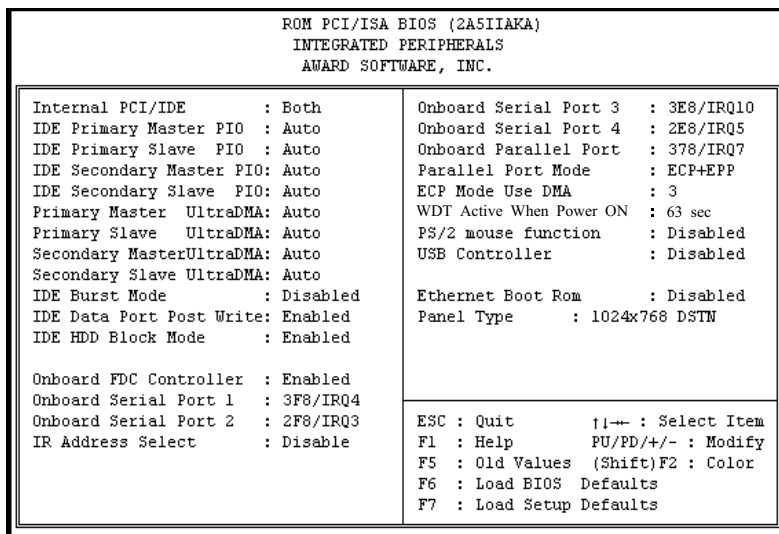 ROM PCI/ISA BIOS (2A5IIAKA)
INTEGRATED PERIPHERALS
AWARD SOFTWARE, INC.
Internal PCI/IDE : Both
IDE Primary Master PIO : Auto
IDE Primary Slave PIO : Auto
IDE Secondary Master PIO: Auto
IDE Secondary Slave PIO: Auto
Primary Master UltraDMA: Auto
Primary Slave UltraDMA: Auto
Secondary MasterUltraDMA: Auto
Secondary Slave UltraDMA: Auto
IDE Burst Mode : Disabled
IDE Data Port Post Write: Enabled
IDE HDD Block Mode : Enabled
Onboard FDC Controller : Enabled
Onboard Serial Port 1 : 3F8/IRQ4
Onboard Serial Port 2 : 2F8/IRQ3
IR Address Select : Disable
Onboard Serial Port 3 : 3E8/IRQ10
Onboard Serial Port 4 : 2E8/IRQ5
Onboard Parallel Port : 378/IRQ7
Parallel Port Mode : ECP+EPP
ECP Mode Use DMA : 3
WDT Active When Power ON : 63 sec
PS/2 mouse function : Disabled
USB Controller : Disabled
Ethernet Boot Rom : Disabled
Panel Type : 1024x768 DSTN
ESC : Quit ↑↓→← : Select Item
F1 : Help PU/PD/+/- : Modify
F5 : Old Values (Shift)F2 : Color
F6 : Load BIOS Defaults
F7 : Load Setup Defaults